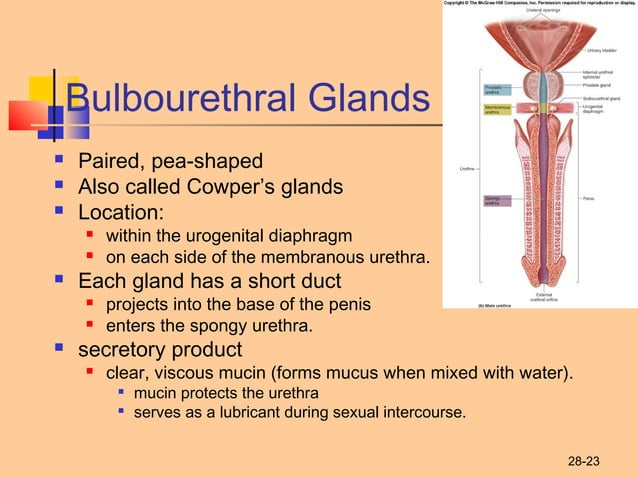 Copyright © The McGraw-Hill Companies, Inc. Permission required for reproduction or display.
Bulbourethral Glands
Paired, pea-shaped
Also called Cowper’s glands
Location:
within the urogenital diaphragm
on each side of the membranous urethra.
Each gland has a short duct
projects into the base of the penis
enters the spongy urethra.
secretory product
clear, viscous mucin (forms mucus when mixed with water).
mucin protects the urethra
serves as a lubricant during sexual intercourse.
Ureteral openings
Urinary bladder
Internal urethral
sphincter
Prostate gland
Prostatic
urethra
Bulbourethral gland
Membranous
urethra
Urogenital
diaphragm
Urethra
Spongy
urethra
Penis
External
urethral orifice
(b) Male urethra
28-23